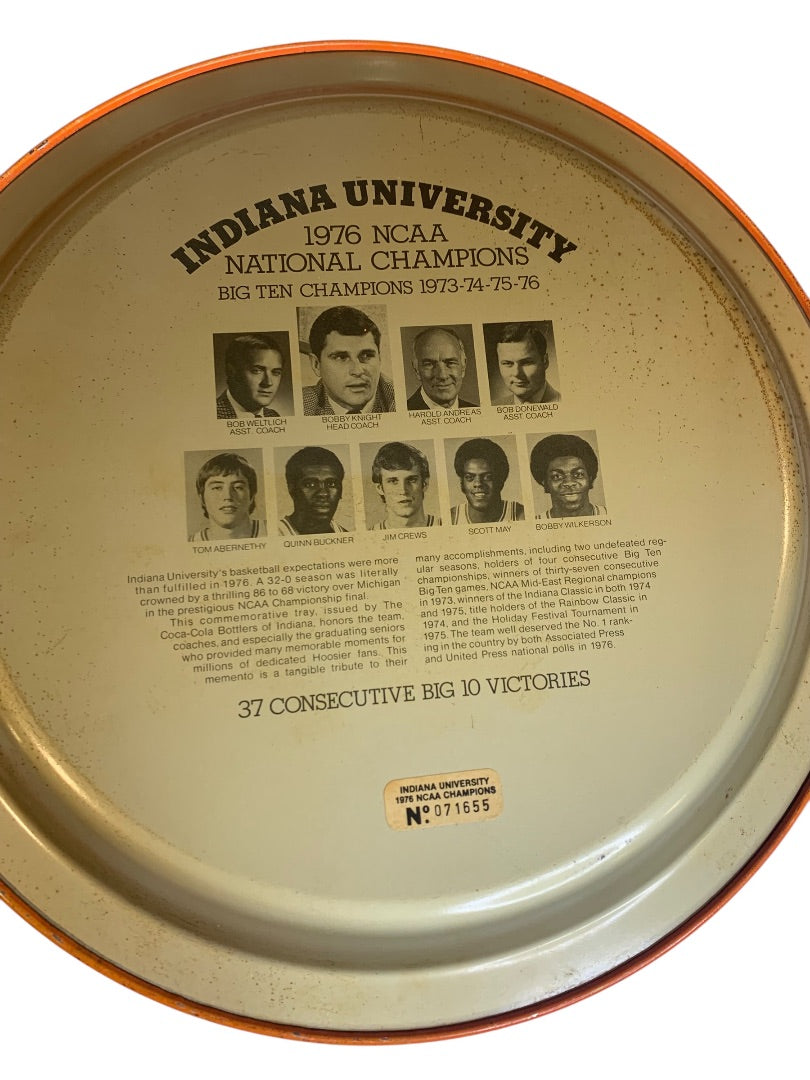 INDIANA UNIVERSITY
1976 NCAA
NATIONAL CHAMPIONS
BIG TEN CHAMPIONS 1973-74-75-76
BOB WELTLICH
ASST. COACH
BOBBY KNIGHT
HEAD COACH
HAROLD ANDREAS
ASST. COACH
BOB DONEWALD
ASST. COACH
TOM ABERNETHY
QUINN BUCKNER
JIM CREWS
SCOTT MAY
BOBBY WILKERSON
Indiana University's basketball expectations were more
than fulfilled in 1976. A 32-0 season was literally
crowned by a thrilling 86 to 68 victory over Michigan
in the prestigious NCAA Championship final.
This commemorative tray, issued by The
Coca-Cola Bottlers of Indiana, honors the team,
coaches, and especially the graduating seniors
who provided many memorable moments for
millions of dedicated Hoosier fans. This
memento is a tangible tribute to their
many accomplishments, including two undefeated reg-
ular seasons, holders of four consecutive Big Ten
championships, winners of thirty-seven consecutive
Big Ten games, NCAA Mid-East Regional champions
in 1973, winners of the Indiana Classic in both 1974
and 1975, title holders of the Rainbow Classic in
1974, and the Holiday Festival Tournament in
1975. The team well deserved the No. 1 rank-
ing in the country by both Associated Press
and United Press national polls in 1976.
37 CONSECUTIVE BIG 10 VICTORIES
INDIANA UNIVERSITY
1976 NCAA CHAMPIONS
Nº. 071655